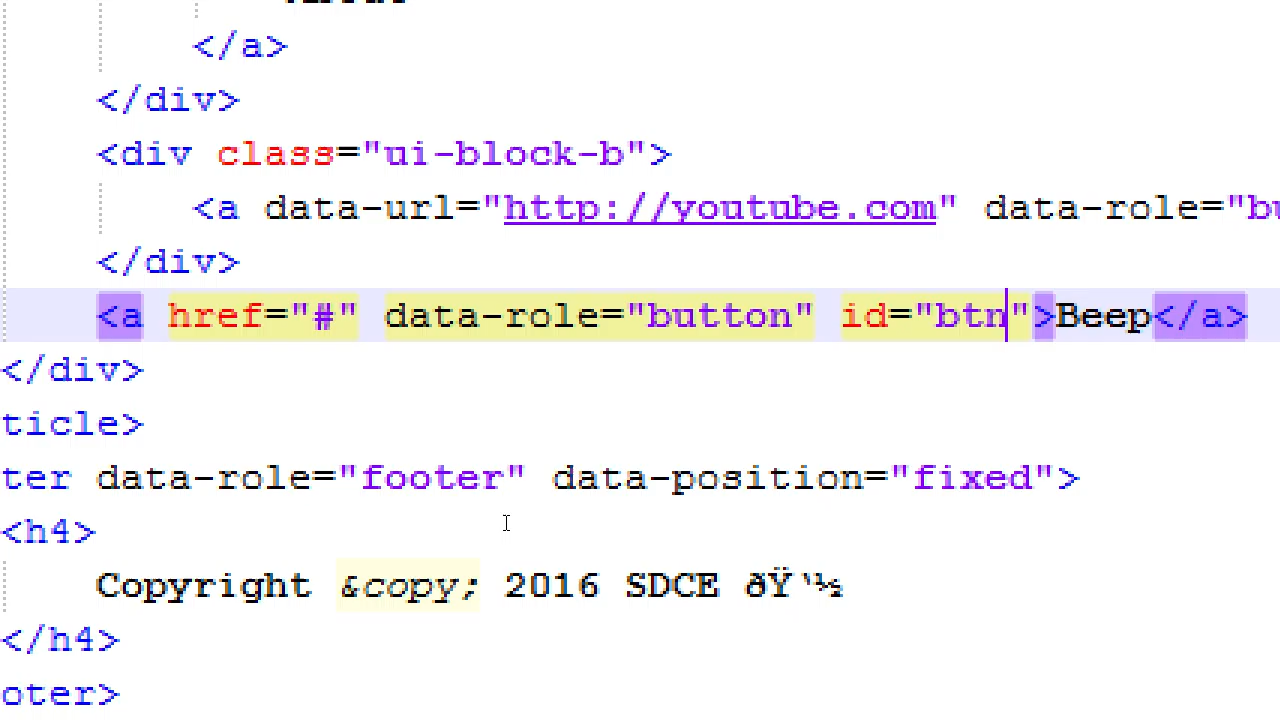 </a>
</div>
<div class="ui-block-b">
<a data-url="http://youtube.com" data-role="bu
</div>
<a href="#" data-role="button" id="btn">Beep</a>
</div>
ticle>
ter data-role="footer" data-position="fixed">
<h4>
Copyright &copy; 2016 SDCE ðŸ‘½
</h4>
oter>